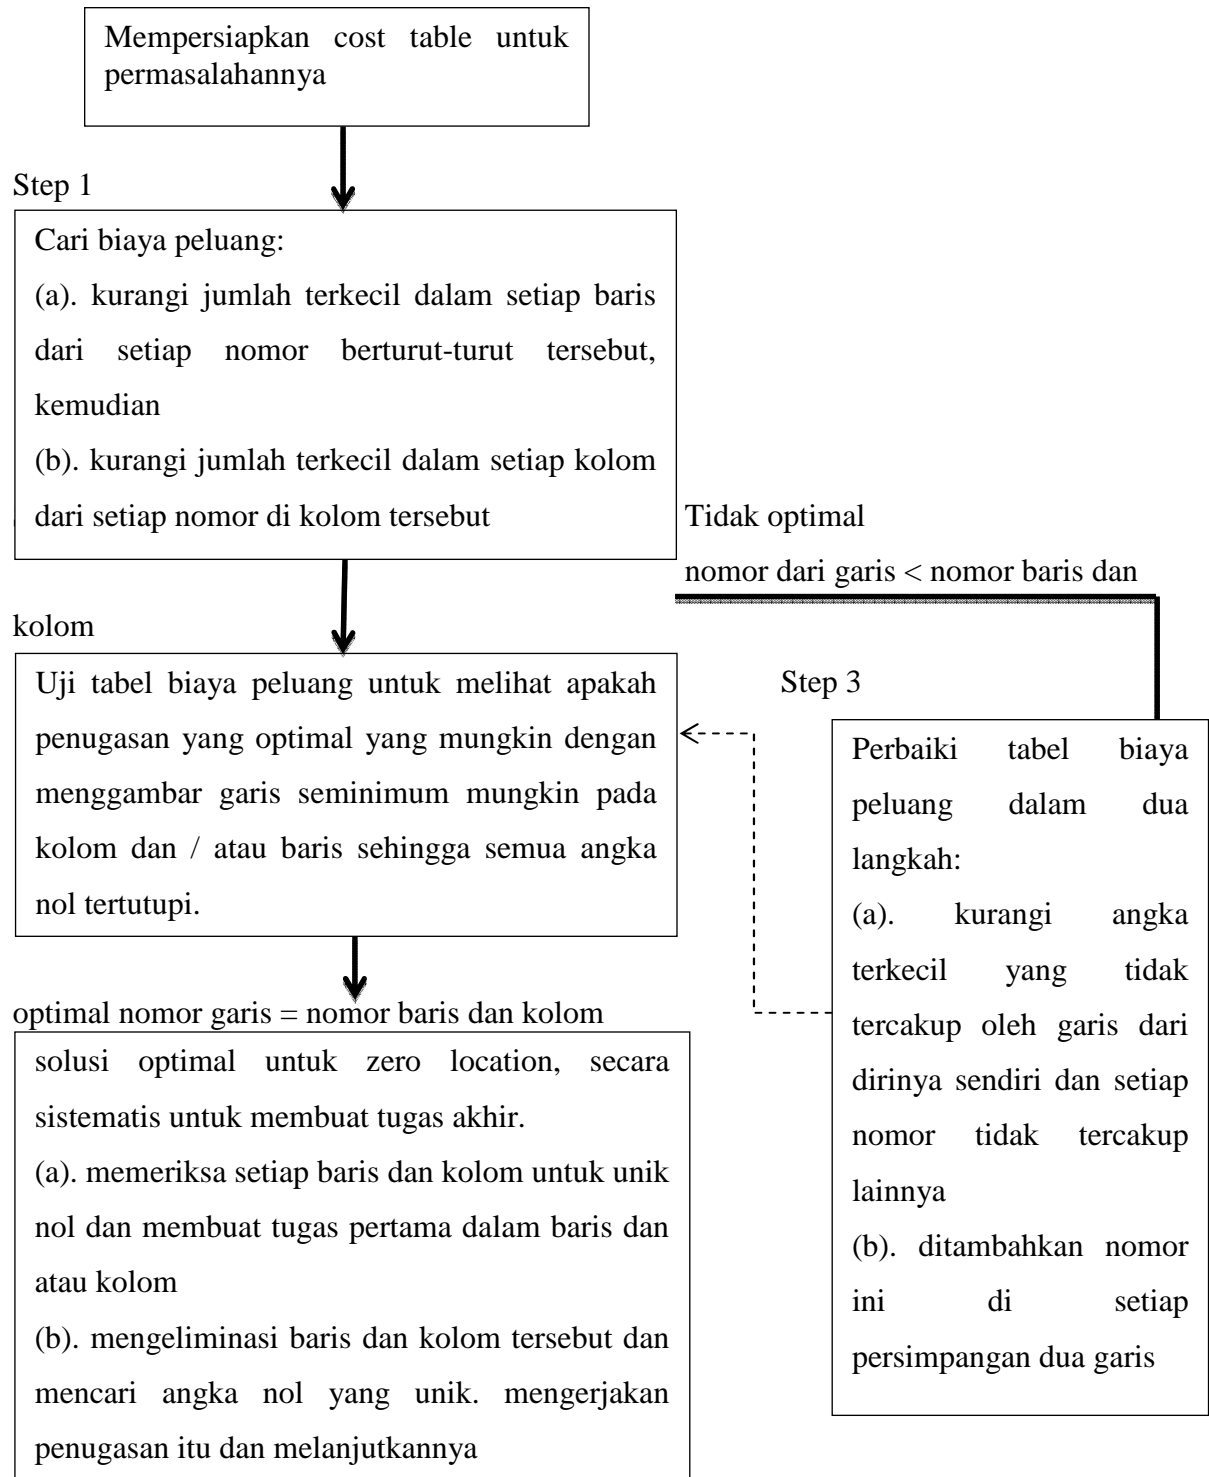 Mempersiapkan cost table untuk
permasalahannya
Step 1
Cari biaya peluang:
(a). kurangi jumlah terkecil dalam setiap baris
dari setiap nomor berturut-turut tersebut,
kemudian
(b). kurangi jumlah terkecil dalam setiap kolom
dari setiap nomor di kolom tersebut
Tidak optimal
nomor dari garis < nomor baris dan
kolom
Uji tabel biaya peluang untuk melihat apakah
penugasan yang optimal yang mungkin dengan
menggambar garis seminimum mungkin pada
kolom dan / atau baris sehingga semua angka
nol tertutupi.
Step 3
Perbaiki tabel biaya
peluang dalam dua
langkah:
(a). kurangi angka
terkecil yang tidak
tercakup oleh garis dari
dirinya sendiri dan setiap
nomor tidak tercakup
lainnya
(b). ditambahkan nomor
ini di setiap
persimpangan dua garis
optimal nomor garis = nomor baris dan kolom
solusi optimal untuk zero location, secara
sistematis untuk membuat tugas akhir.
(a). memeriksa setiap baris dan kolom untuk unik
nol dan membuat tugas pertama dalam baris dan
atau kolom
(b). mengeliminasi baris dan kolom tersebut dan
mencari angka nol yang unik. mengerjakan
penugasan itu dan melanjutkannya